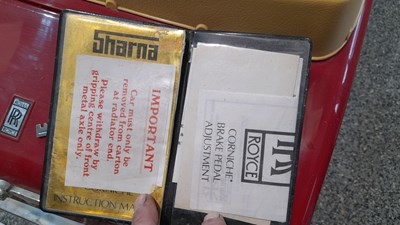 Sharna
IMPORTANT
Car must only be
removed from carton
at radiator end.
Please withdraw by
gripping centre of front
metal axle only.
INSTRUCTION MA
ROYCE
CORNICHE
BRAKE PEDAL
ADJUSTMENT